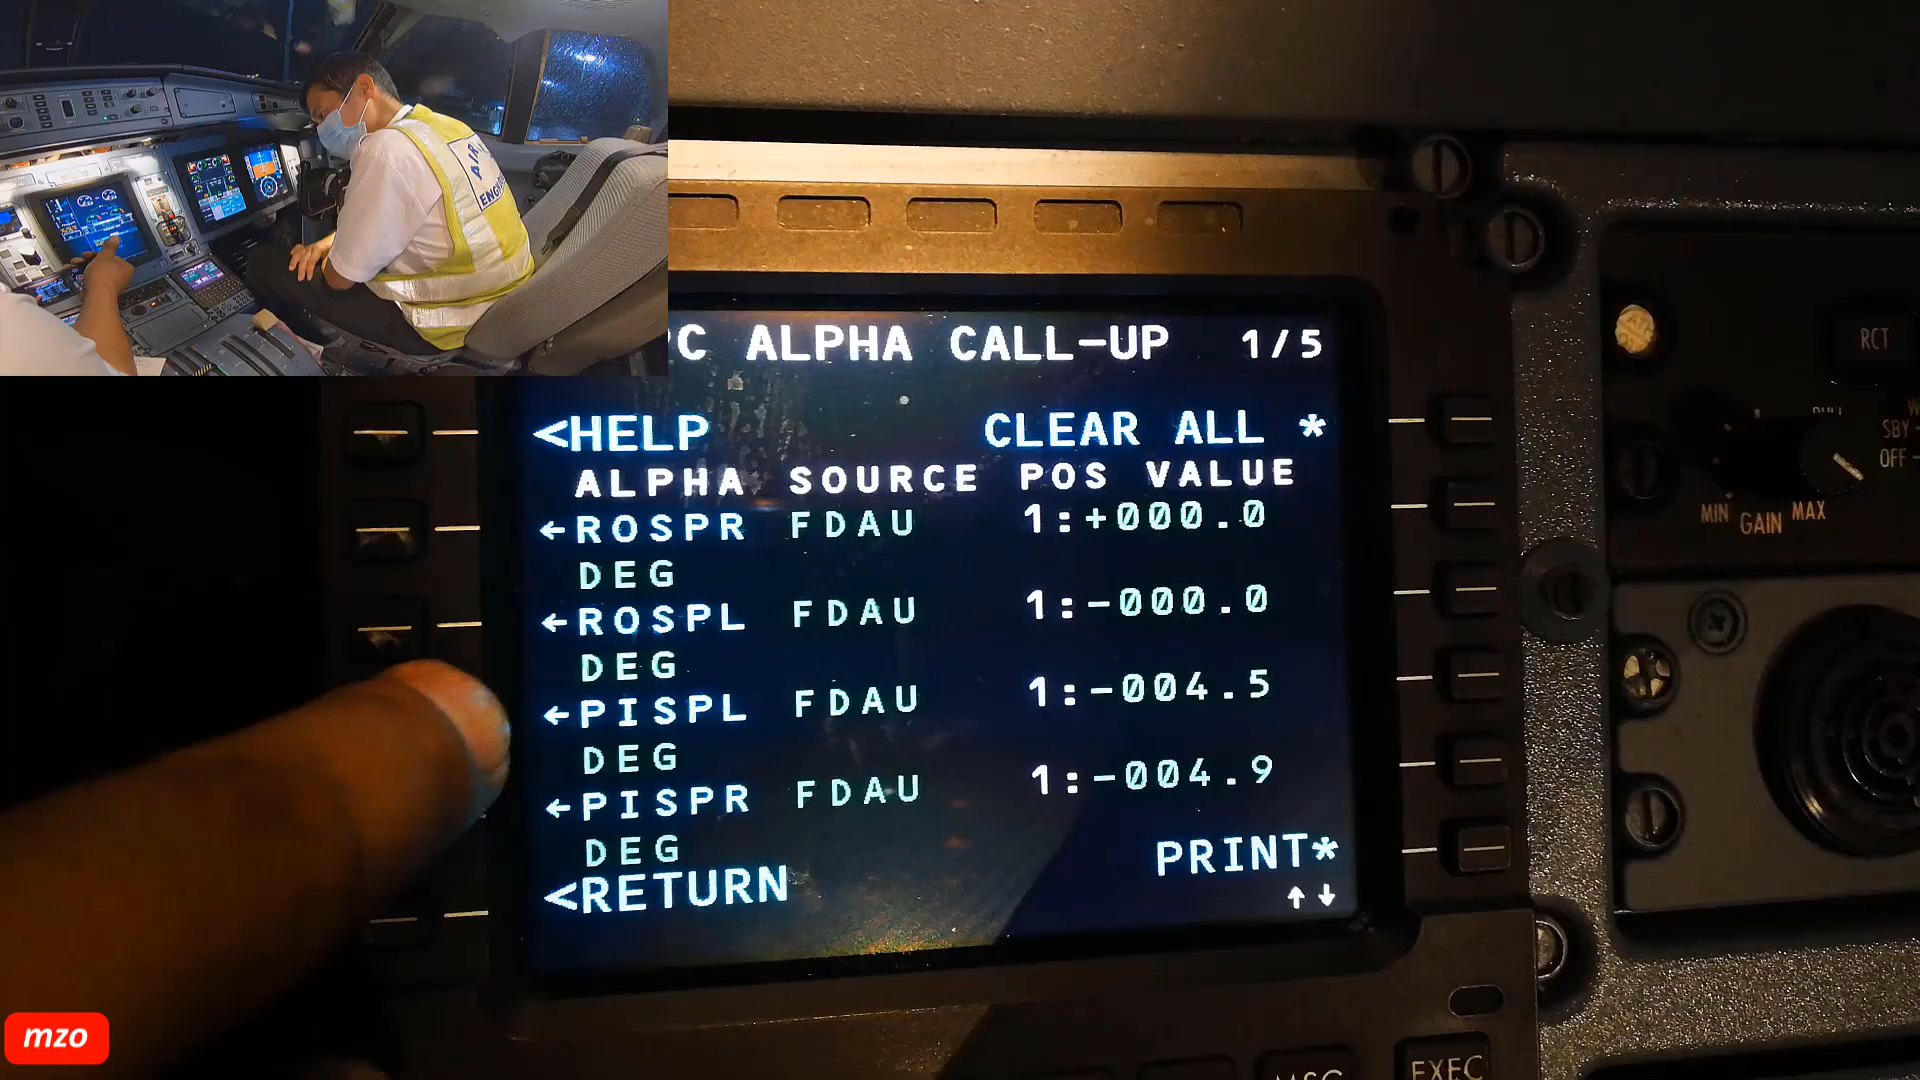 C ALPHA CALL-UP 1/5
<HELP CLEAR ALL *
ALPHA SOURCE POS VALUE
←ROSPR FDAU 1:+000.0
DEG
←ROSPL FDAU 1:-000.0
DEG
←PISPL FDAU 1:-004.5
DEG
←PISPR FDAU 1:-004.9
DEG
PRINT*
<RETURN ↑↓
RCT
SBY
OFF
MIN GAIN MAX
EXEC
mzo